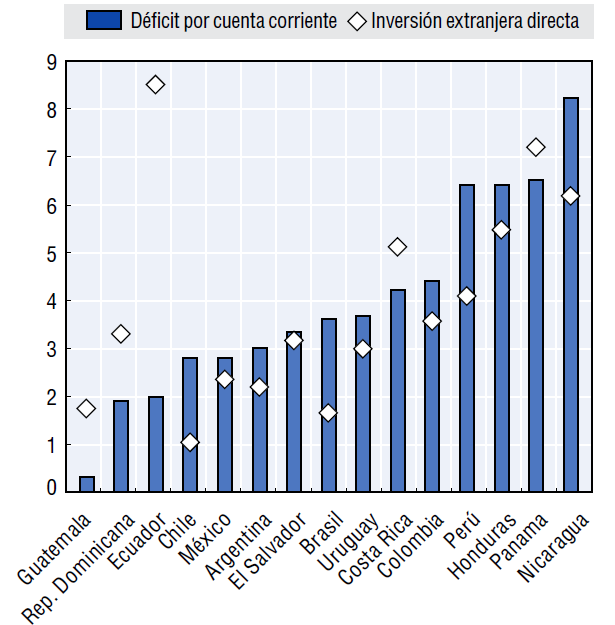 Déficit por cuenta corriente Inversión extranjera directa
9
8
7
6
5
4
3
2
1
0
Guatemala
Rep. Dominicana
Ecuador
Chile
México
Argentina
El Salvador
Brasil
Uruguay
Costa Rica
Colombia
Perú
Honduras
Panama
Nicaragua